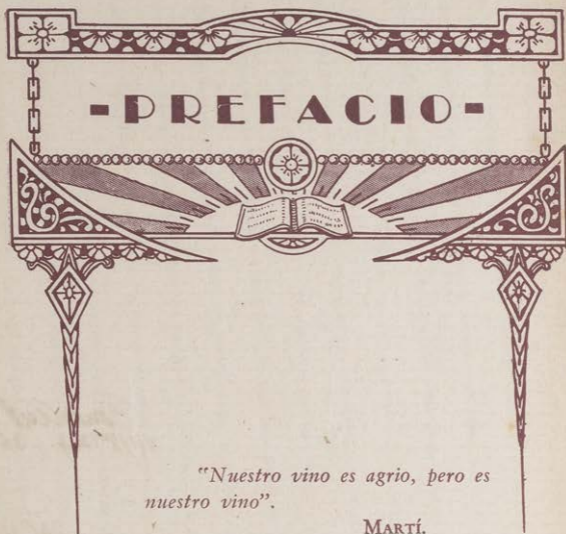 -PREFACIO-
"Nuestro vino es agrio, pero es
nuestro vino".
MARTÍ.